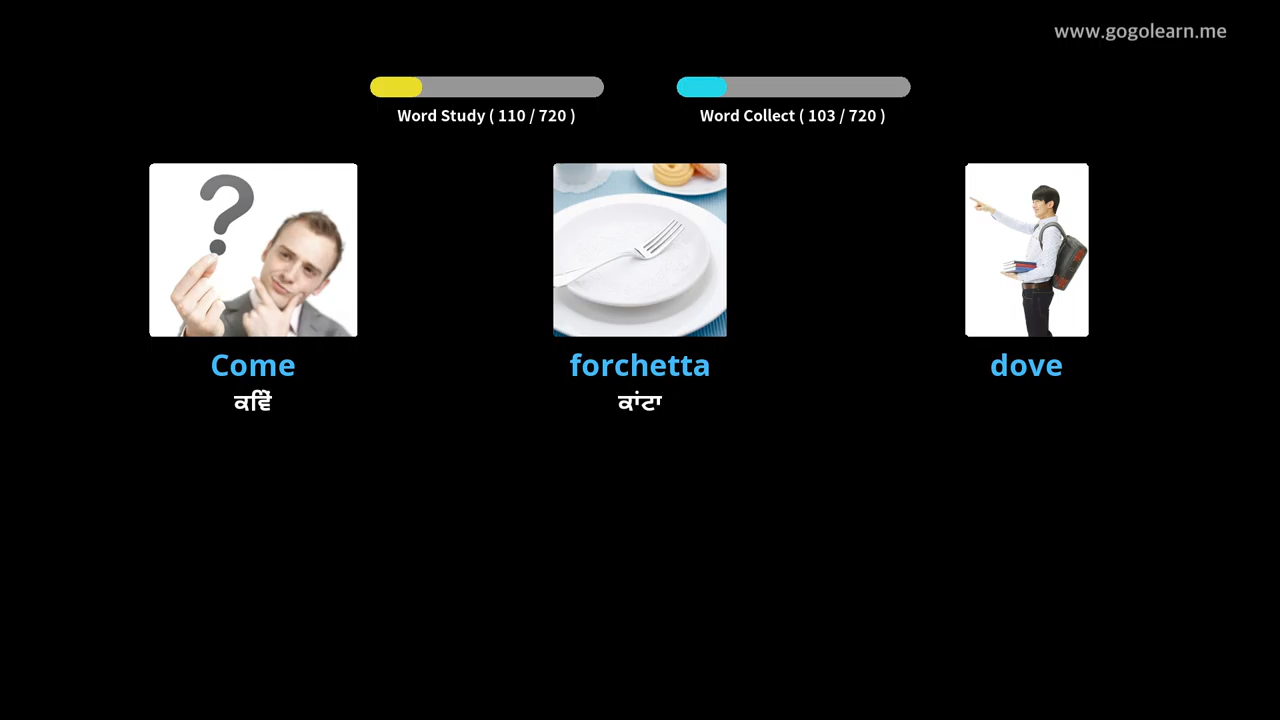 www.gogolearn.me
Word Study ( 110 / 720 )
Word Collect ( 103 / 720 )
Come
forchetta
dove
ਕਵਿੇਂ
ਕਾਂਟਾ